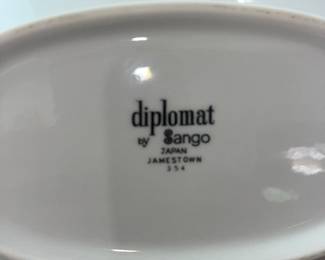 diplomat
by Sango
JAPAN
JAMESTOWN
354